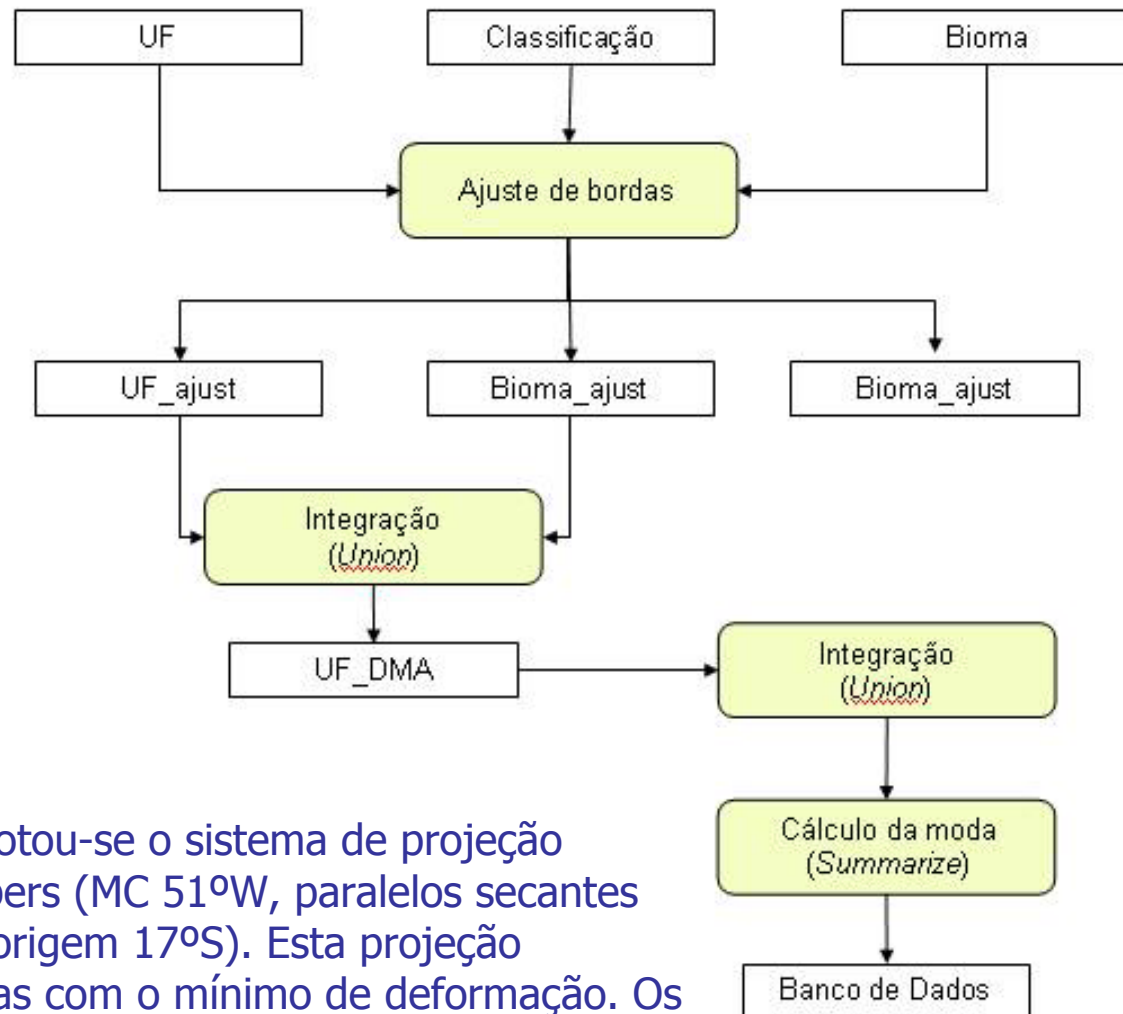 UF
Classificação
Bioma
Ajuste de bordas
UF_ajust
Bioma_ajust
Bioma_ajust
Integração
(Union)
UF_DMA
Integração
(Union)
Cálculo da moda
(Summarize)
Banco de Dados
otou-se o sistema de projeção
pers (MC 51ºW, paralelos secantes
origem 17ºS). Esta projeção
as com o mínimo de deformação. Os